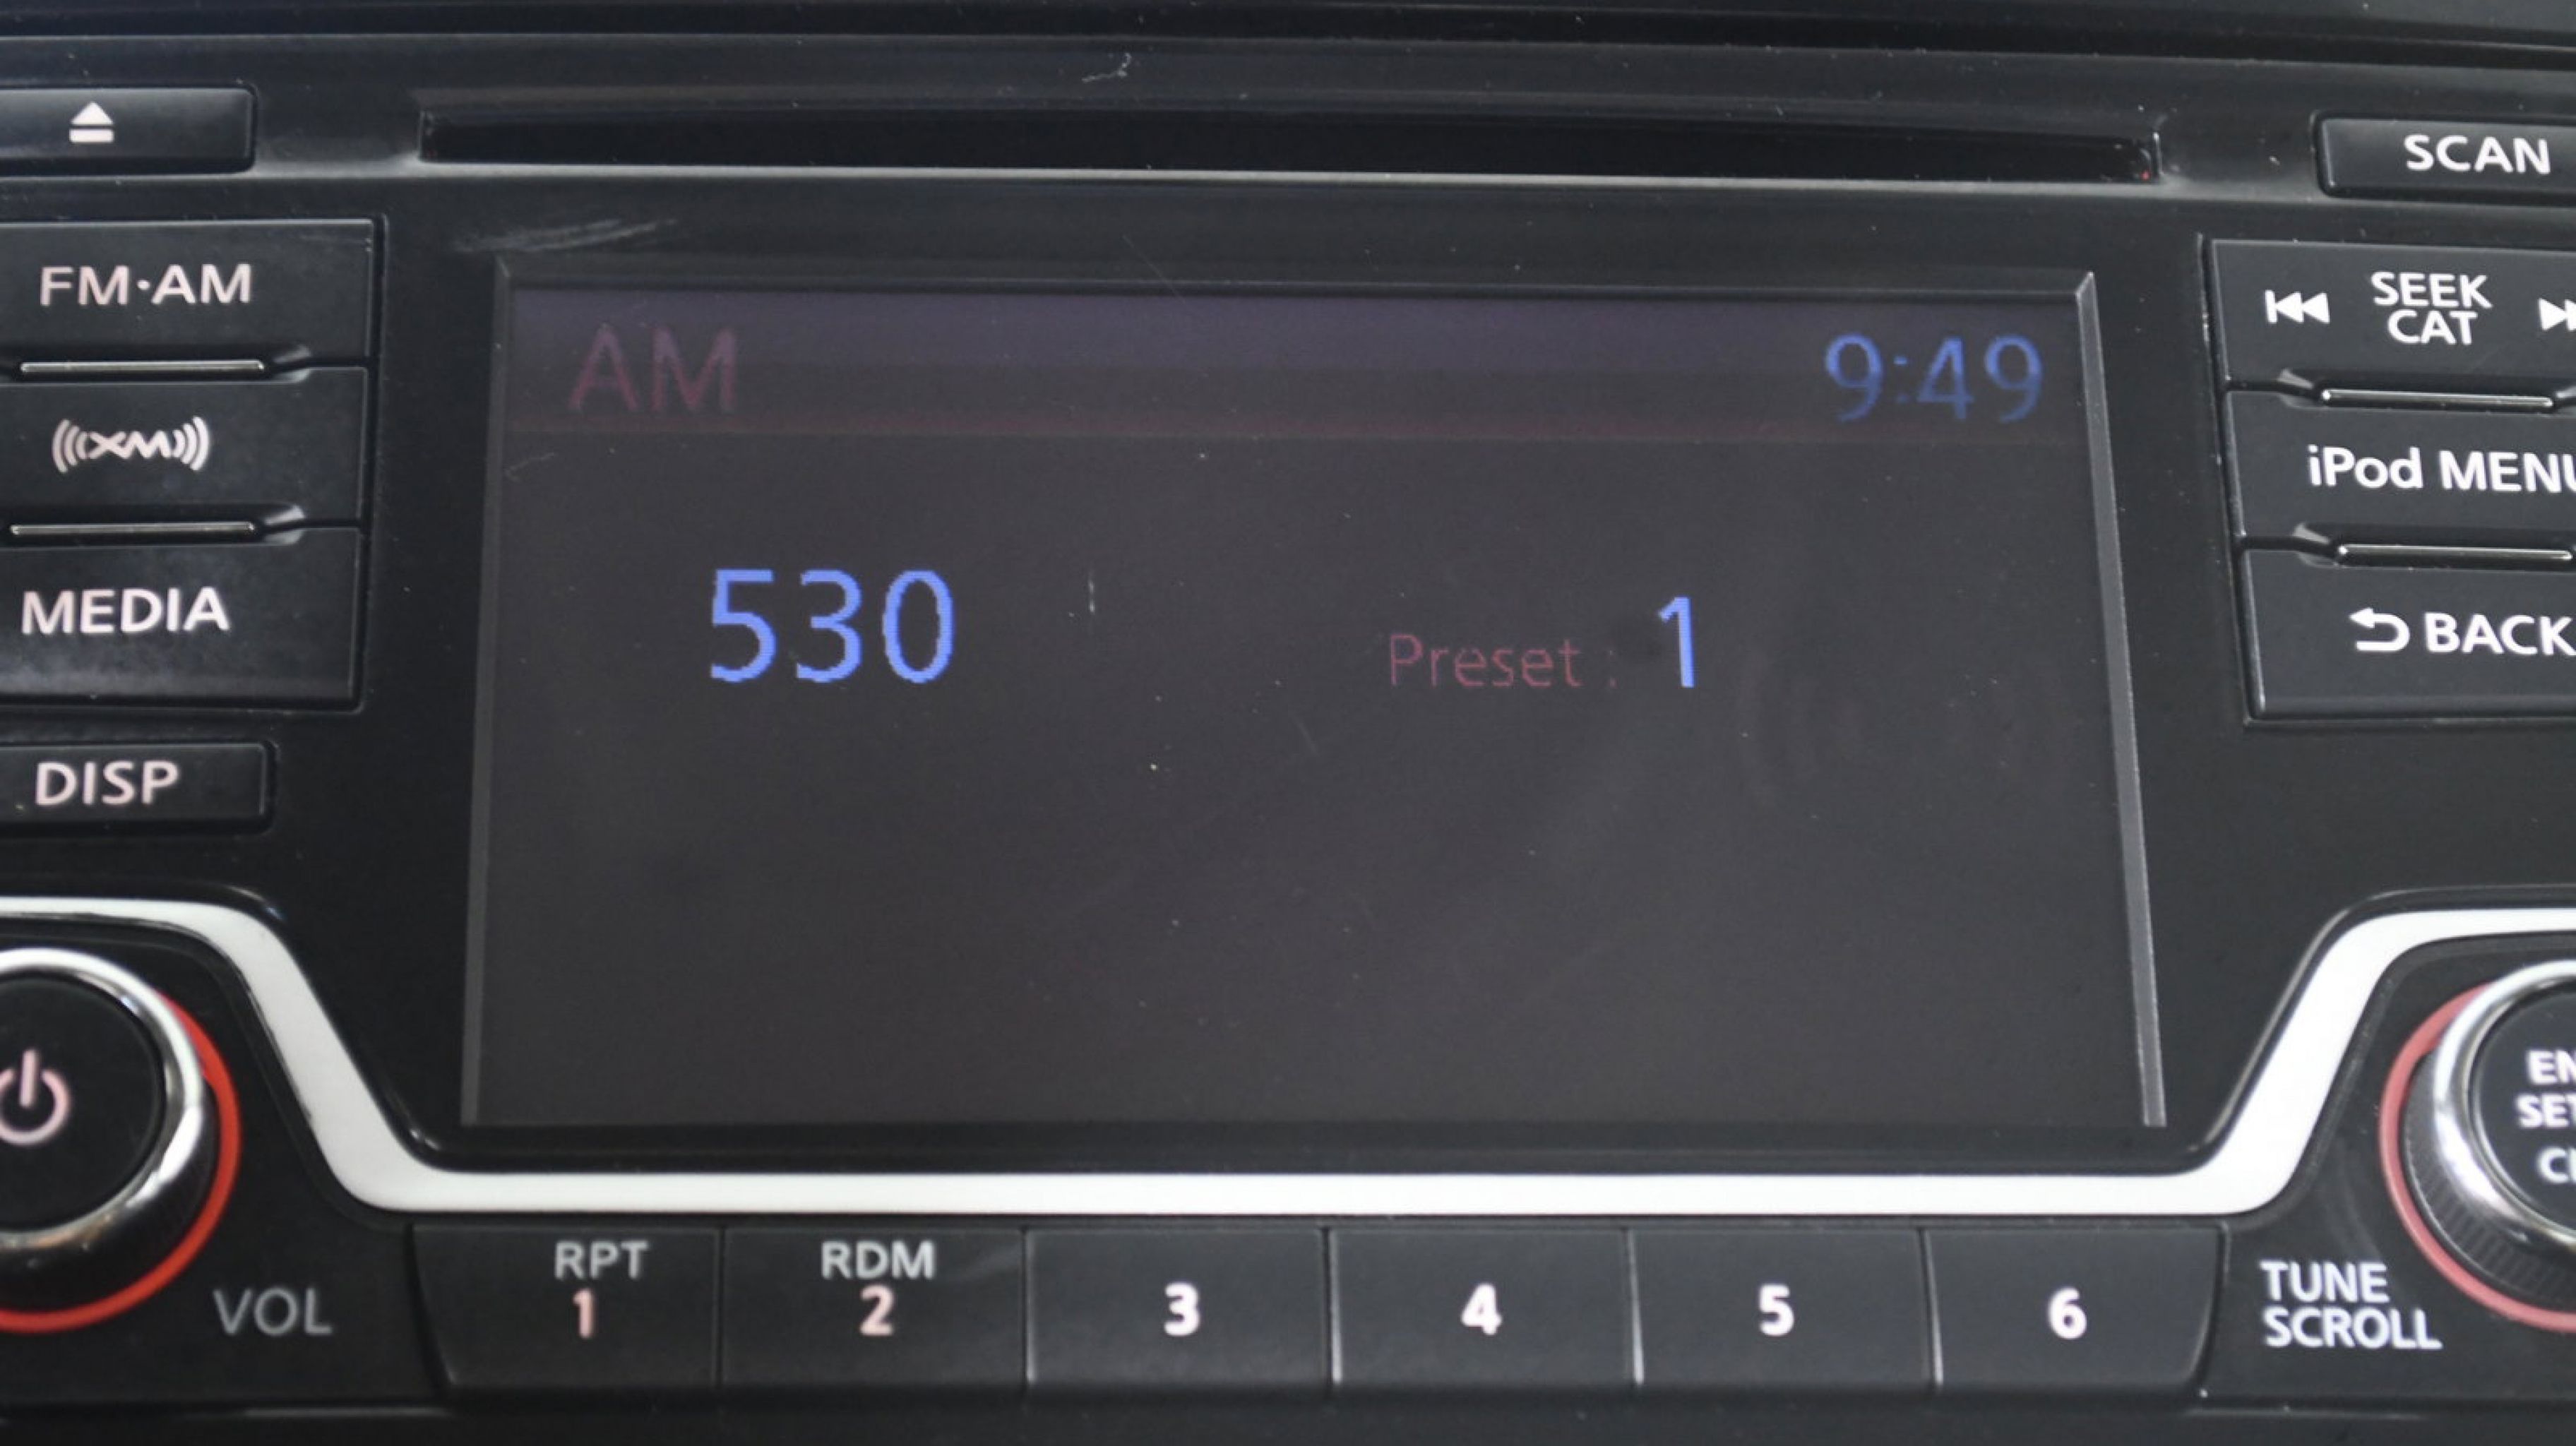 SCAN
FM·AM
SEEK
CAT
AM
9:49
XM
iPod MENU
MEDIA
530
Preset : 1
BACK
DISP
VOL
RPT
1
RDM
2
3
4
5
6
TUNE
SCROLL